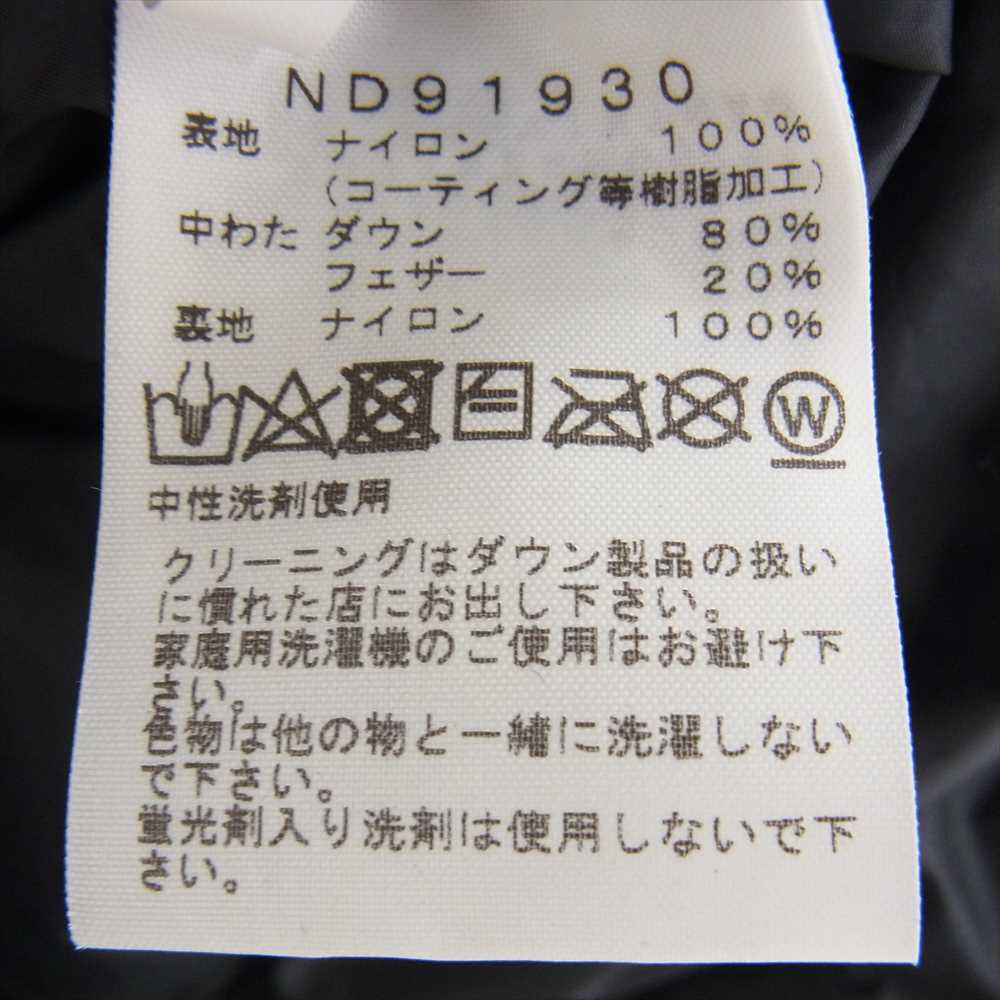 ND91930
表地 ナイロン 100%
(コーティング等樹脂加工)
中わた ダウン 80%
フェザー 20%
裏地 ナイロン 100%
W
中性洗剤使用
クリーニングはダウン製品の扱い
に慣れた店にお出し下さい。
家庭用洗濯機のご使用はお避け下
さい。
色物は他の物と一緒に洗濯しない
で下さい。
蛍光剤入り洗剤は使用しないで下
さい。